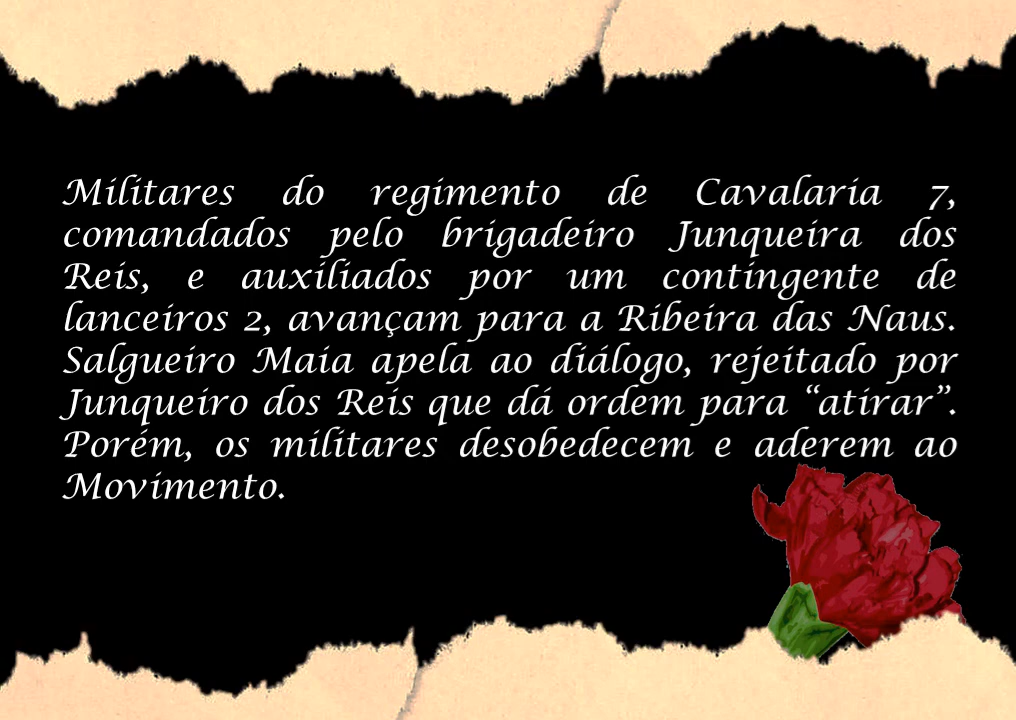 Militares do regimento de Cavalaria 7,
comandados pelo brigadeiro Junqueira dos
Reis, e auxiliados por um contingente de
lanceiros 2, avançam para a Ribeira das Naus.
Salgueiro Maia apela ao diálogo, rejeitado por
Junqueiro dos Reis que dá ordem para “atirar”.
Porém, os militares desobedecem e aderem ao
Movimento.